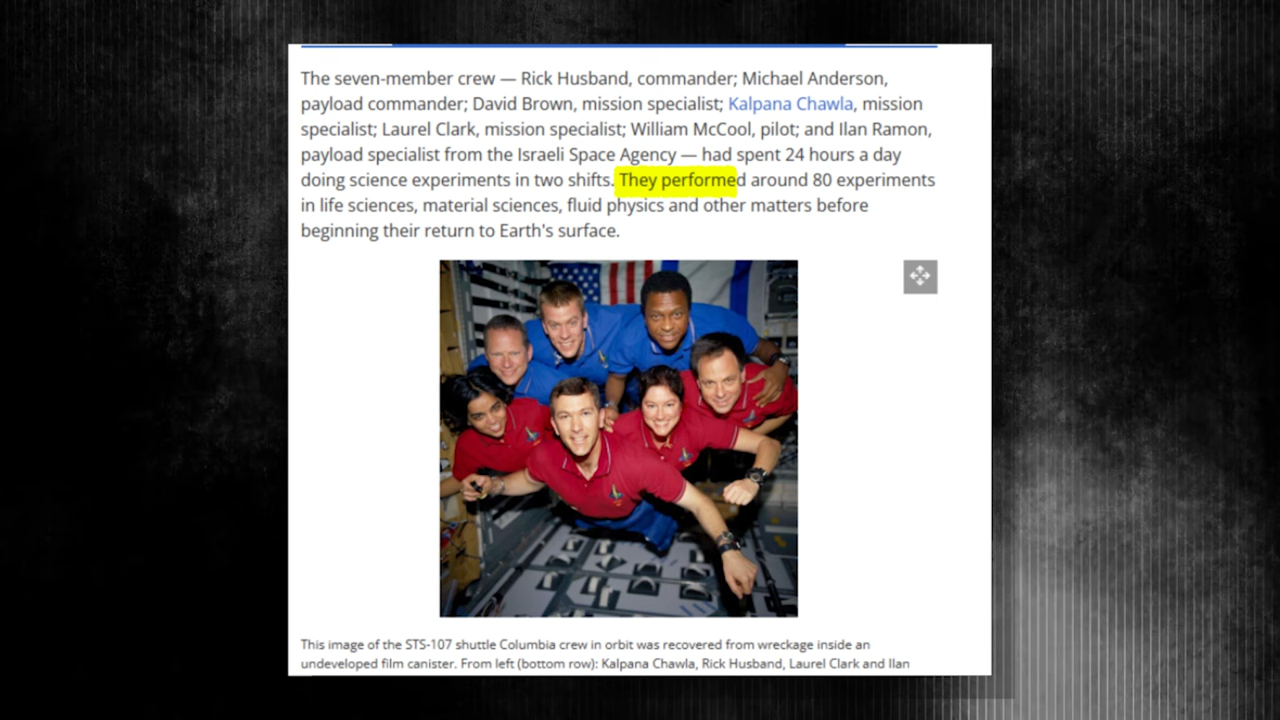 The seven-member crew — Rick Husband, commander; Michael Anderson,
payload commander; David Brown, mission specialist; Kalpana Chawla, mission
specialist; Laurel Clark, mission specialist; William McCool, pilot; and Ilan Ramon,
payload specialist from the Israeli Space Agency — had spent 24 hours a day
doing science experiments in two shifts. They performed around 80 experiments
in life sciences, material sciences, fluid physics and other matters before
beginning their return to Earth's surface.
This image of the STS-107 shuttle Columbia crew in orbit was recovered from wreckage inside an
undeveloped film canister. From left (bottom row): Kalpana Chawla, Rick Husband, Laurel Clark and Ilan